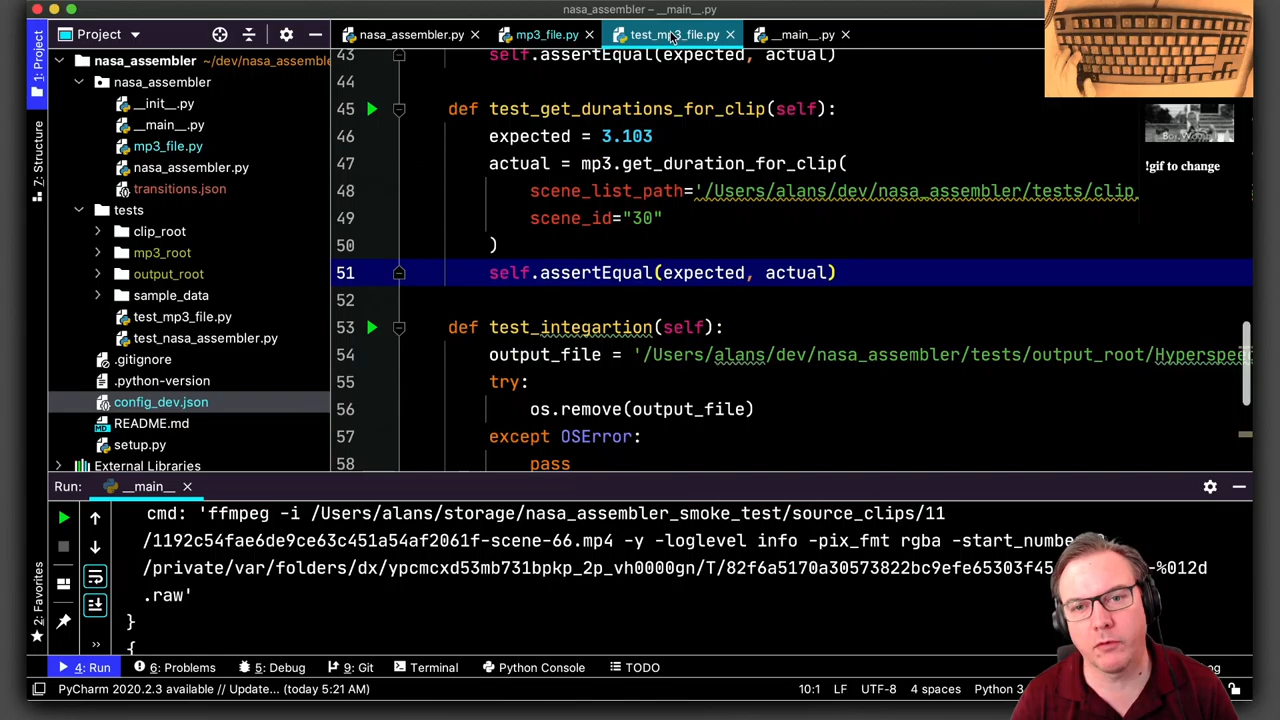 nasa_assembler – __main__.py
Project
nasa_assembler.py
mp3_file.py
test_mp3_file.py
__main__.py
1: Project
7: Structure
2: Favorites
nasa_assembler ~/dev/nasa_assemble
nasa_assembler
__init__.py
__main__.py
mp3_file.py
nasa_assembler.py
transitions.json
tests
clip_root
mp3_root
output_root
sample_data
test_mp3_file.py
test_nasa_assembler.py
.gitignore
.python-version
config_dev.json
README.md
setup.py
External Libraries
43 self.assertEqual(expected, actual)
44
45 def test_get_durations_for_clip(self):
46 expected = 3.103
47 actual = mp3.get_duration_for_clip(
48 scene_list_path='/Users/alans/dev/nasa_assembler/tests/clip
49 scene_id="30"
50 )
51 self.assertEqual(expected, actual)
52
53 def test_integartion(self):
54 output_file = '/Users/alans/dev/nasa_assembler/tests/output_root/Hyperspee
55 try:
56 os.remove(output_file)
57 except OSError:
58 pass
!gif to change
Run: __main__
cmd: 'ffmpeg -i /Users/alans/storage/nasa_assembler_smoke_test/source_clips/11
/1192c54fae6de9ce63c451a54af2061f-scene-66.mp4 -y -loglevel info -pix_fmt rgba -start_numbe
/private/var/folders/dx/ypcmcxd53mb731bpkp_2p_vh0000gn/T/82f6a5170a30573822bc9efe65303f45 -%012d
.raw'
}
{
4: Run
6: Problems
5: Debug
9: Git
Terminal
Python Console
TODO
PyCharm 2020.2.3 available // Update... (today 5:21 AM)
10:1
LF
UTF-8
4 spaces
Python 3